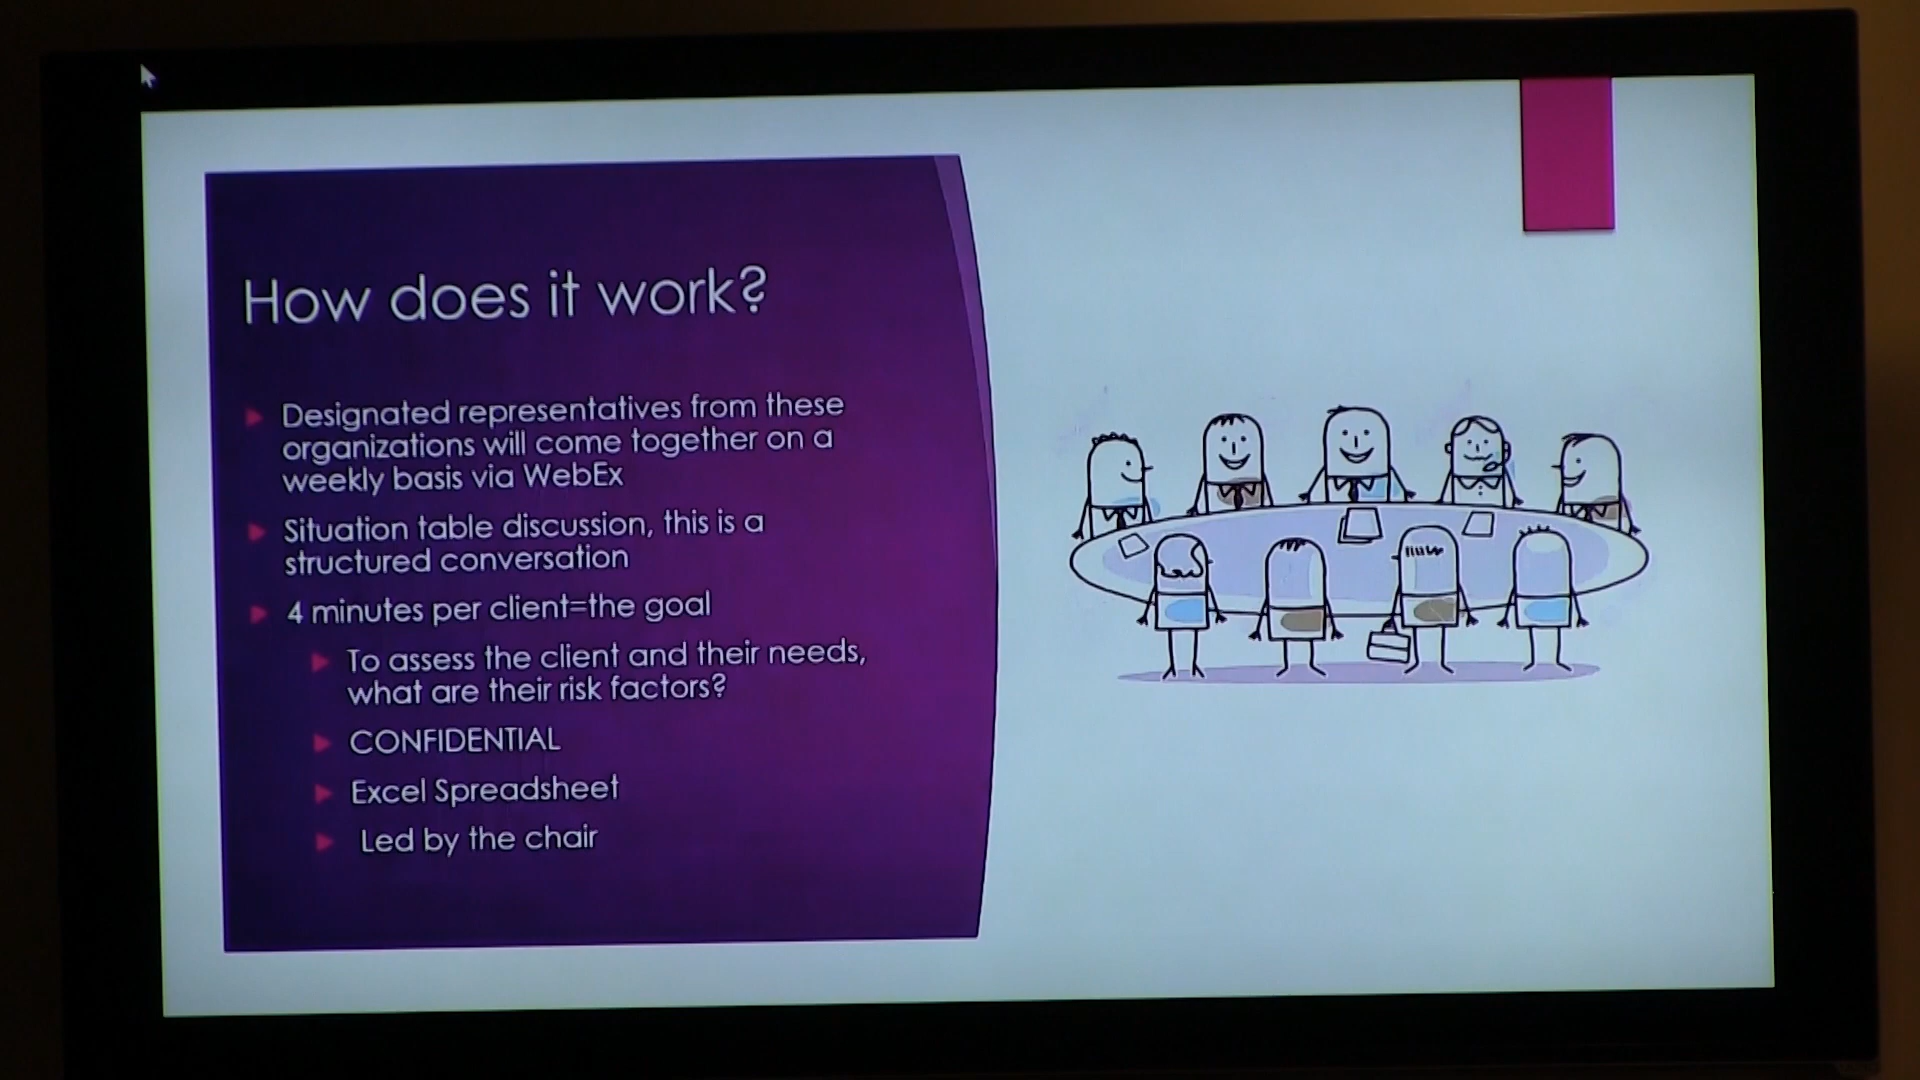 How does it work?
Designated representatives from these
organizations will come together on a
weekly basis via WebEx
Situation table discussion, this is a
structured conversation
4 minutes per client=the goal
To assess the client and their needs,
what are their risk factors?
CONFIDENTIAL
Excel Spreadsheet
Led by the chair